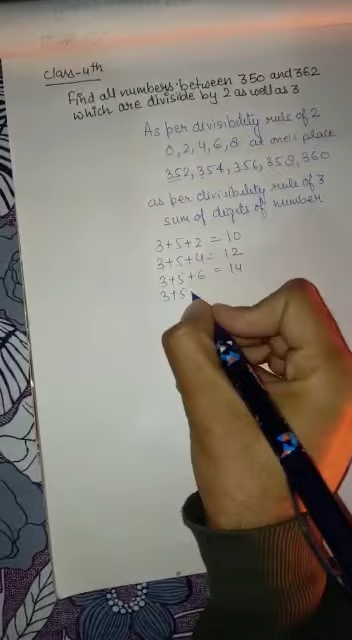 Class-4th
Find all numbers between 350 and 362
which are divisible by 2 as well as 3
As per divisibility rule of 2
0, 2, 4, 6, 8 at one's place
352, 354, 356, 358, 360
as per divisibility rule of 3
sum of digits of number
3+5+2 = 10
3+5+4 = 12
3+5+6 = 14
3+5